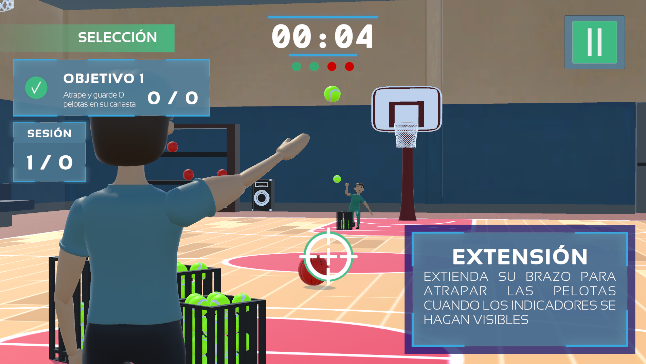 SELECCIÓN
00:04
OBJETIVO 1
Atrape y guarde 0
pelotas en su canasta
0 / 0
SESIÓN
1 / 0
EXTENSIÓN
EXTIENDA SU BRAZO PARA
ATRAPAR LAS PELOTAS
CUANDO LOS INDICADORES SE
HAGAN VISIBLES